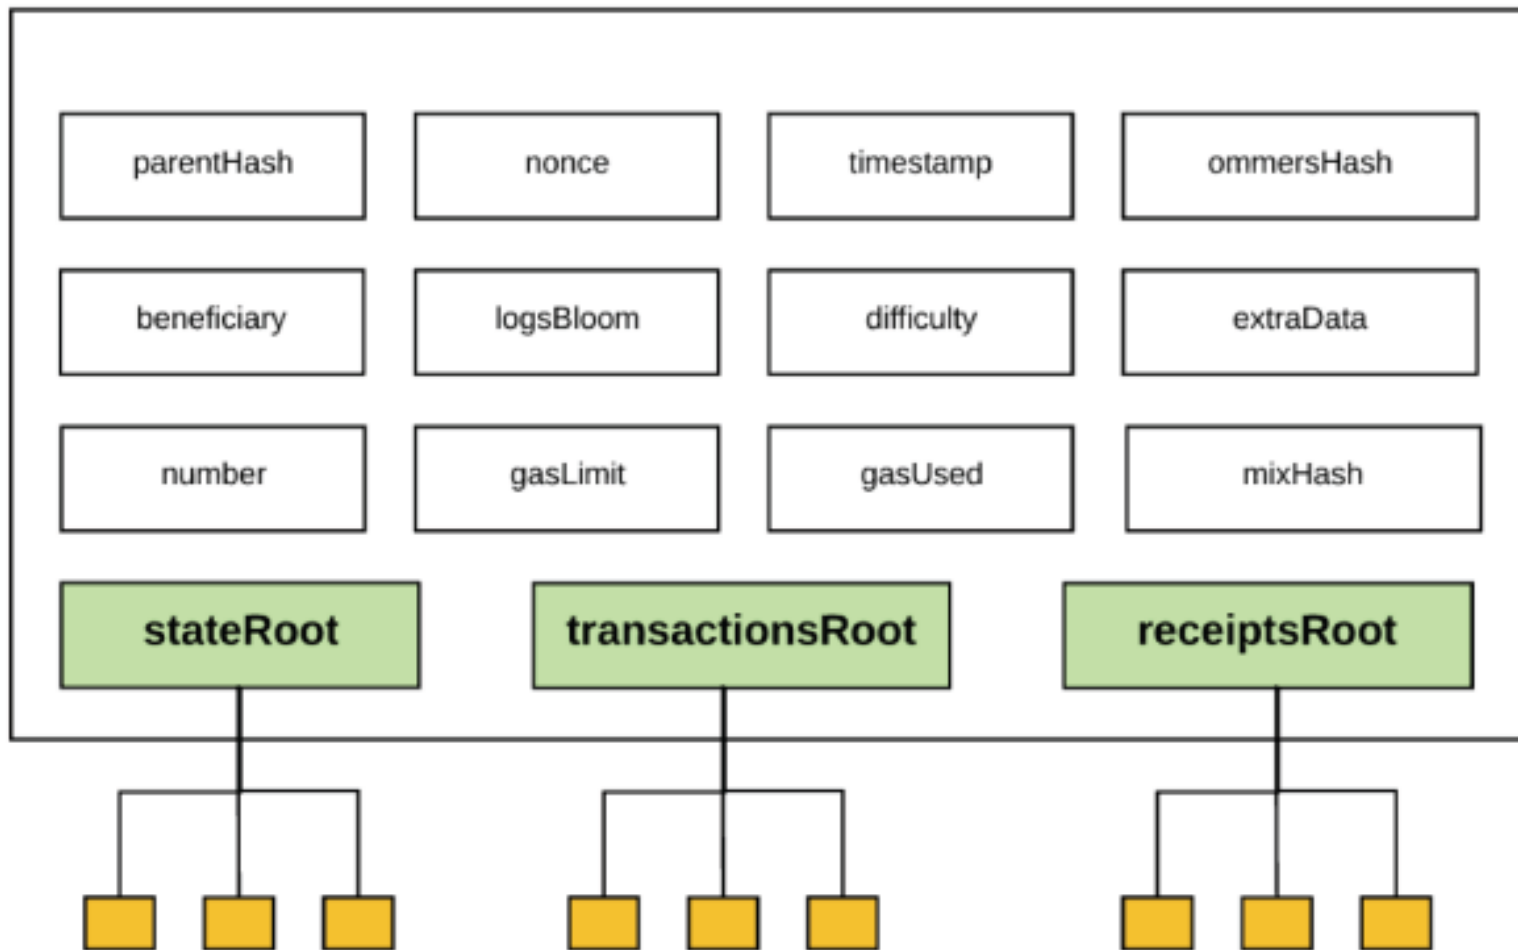 parentHash
nonce
timestamp
ommersHash
beneficiary
logsBloom
difficulty
extraData
number
gasLimit
gasUsed
mixHash
stateRoot
transactionsRoot
receiptsRoot